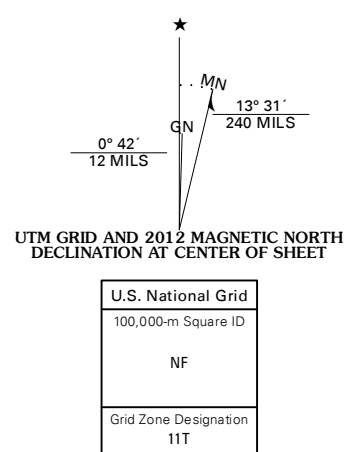 ★
MN
13° 31´
240 MILS
GN
0° 42´
12 MILS
UTM GRID AND 2012 MAGNETIC NORTH
DECLINATION AT CENTER OF SHEET
U.S. National Grid
100,000-m Square ID
NF
Grid Zone Designation
11T